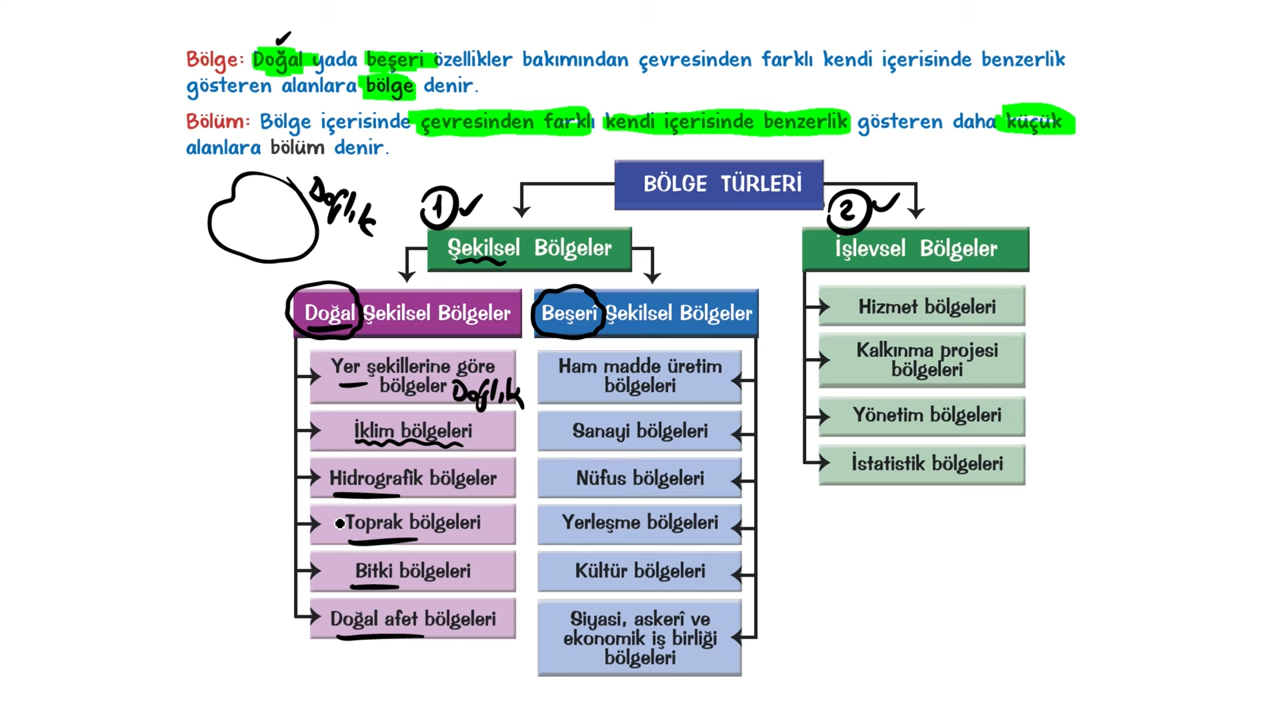 Bölge: Doğal yada beşeri özellikler bakımından çevresinden farklı kendi içerisinde benzerlik
gösteren alanlara bölge denir.
Bölüm: Bölge içerisinde çevresinden farklı kendi içerisinde benzerlik gösteren daha küçük
alanlara bölüm denir.
BÖLGE TÜRLERİ
Dağlık
1
2
Şekilsel Bölgeler
İşlevsel Bölgeler
Doğal Şekilsel Bölgeler
Yer şekillerine göre
bölgeler
Dağlık
İklim bölgeleri
Hidrografik bölgeler
Toprak bölgeleri
Bitki bölgeleri
Doğal afet bölgeleri
Beşerî Şekilsel Bölgeler
Ham madde üretim
bölgeleri
Sanayi bölgeleri
Nüfus bölgeleri
Yerleşme bölgeleri
Kültür bölgeleri
Siyasi, askerî ve
ekonomik iş birliği
bölgeleri
Hizmet bölgeleri
Kalkınma projesi
bölgeleri
Yönetim bölgeleri
İstatistik bölgeleri